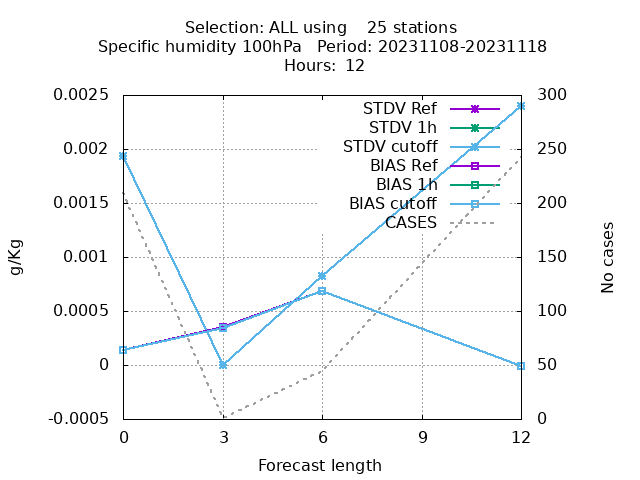 Selection: ALL using    25 stations
Specific humidity 100hPa   Period: 20231108-20231118
Hours: 12
0.0025
0.002
0.0015
0.001
0.0005
0
-0.0005
g/Kg
STDV Ref
STDV 1h
STDV cutoff
BIAS Ref
BIAS 1h
BIAS cutoff
CASES
300
250
200
150
100
50
0
No cases
0 3 6 9 12
Forecast length